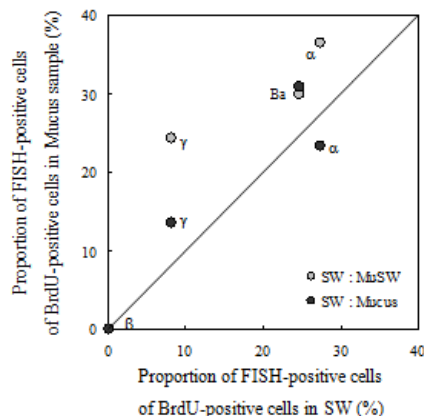 Proportion of FISH-positive cells
of BrdU-positive cells in Mucus sample (%)
40
30
20
10
0
α
Ba
α
γ
γ
β
SW : MuSW
SW : Mucus
0 10 20 30 40
Proportion of FISH-positive cells
of BrdU-positive cells in SW (%)